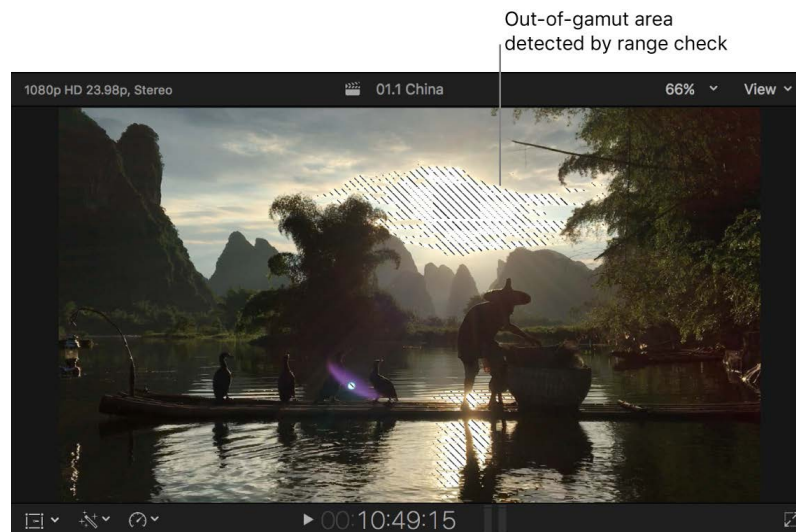 Out-of-gamut area
detected by range check
1080p HD 23.98p, Stereo
01.1 China
66%
View
00:10:49:15